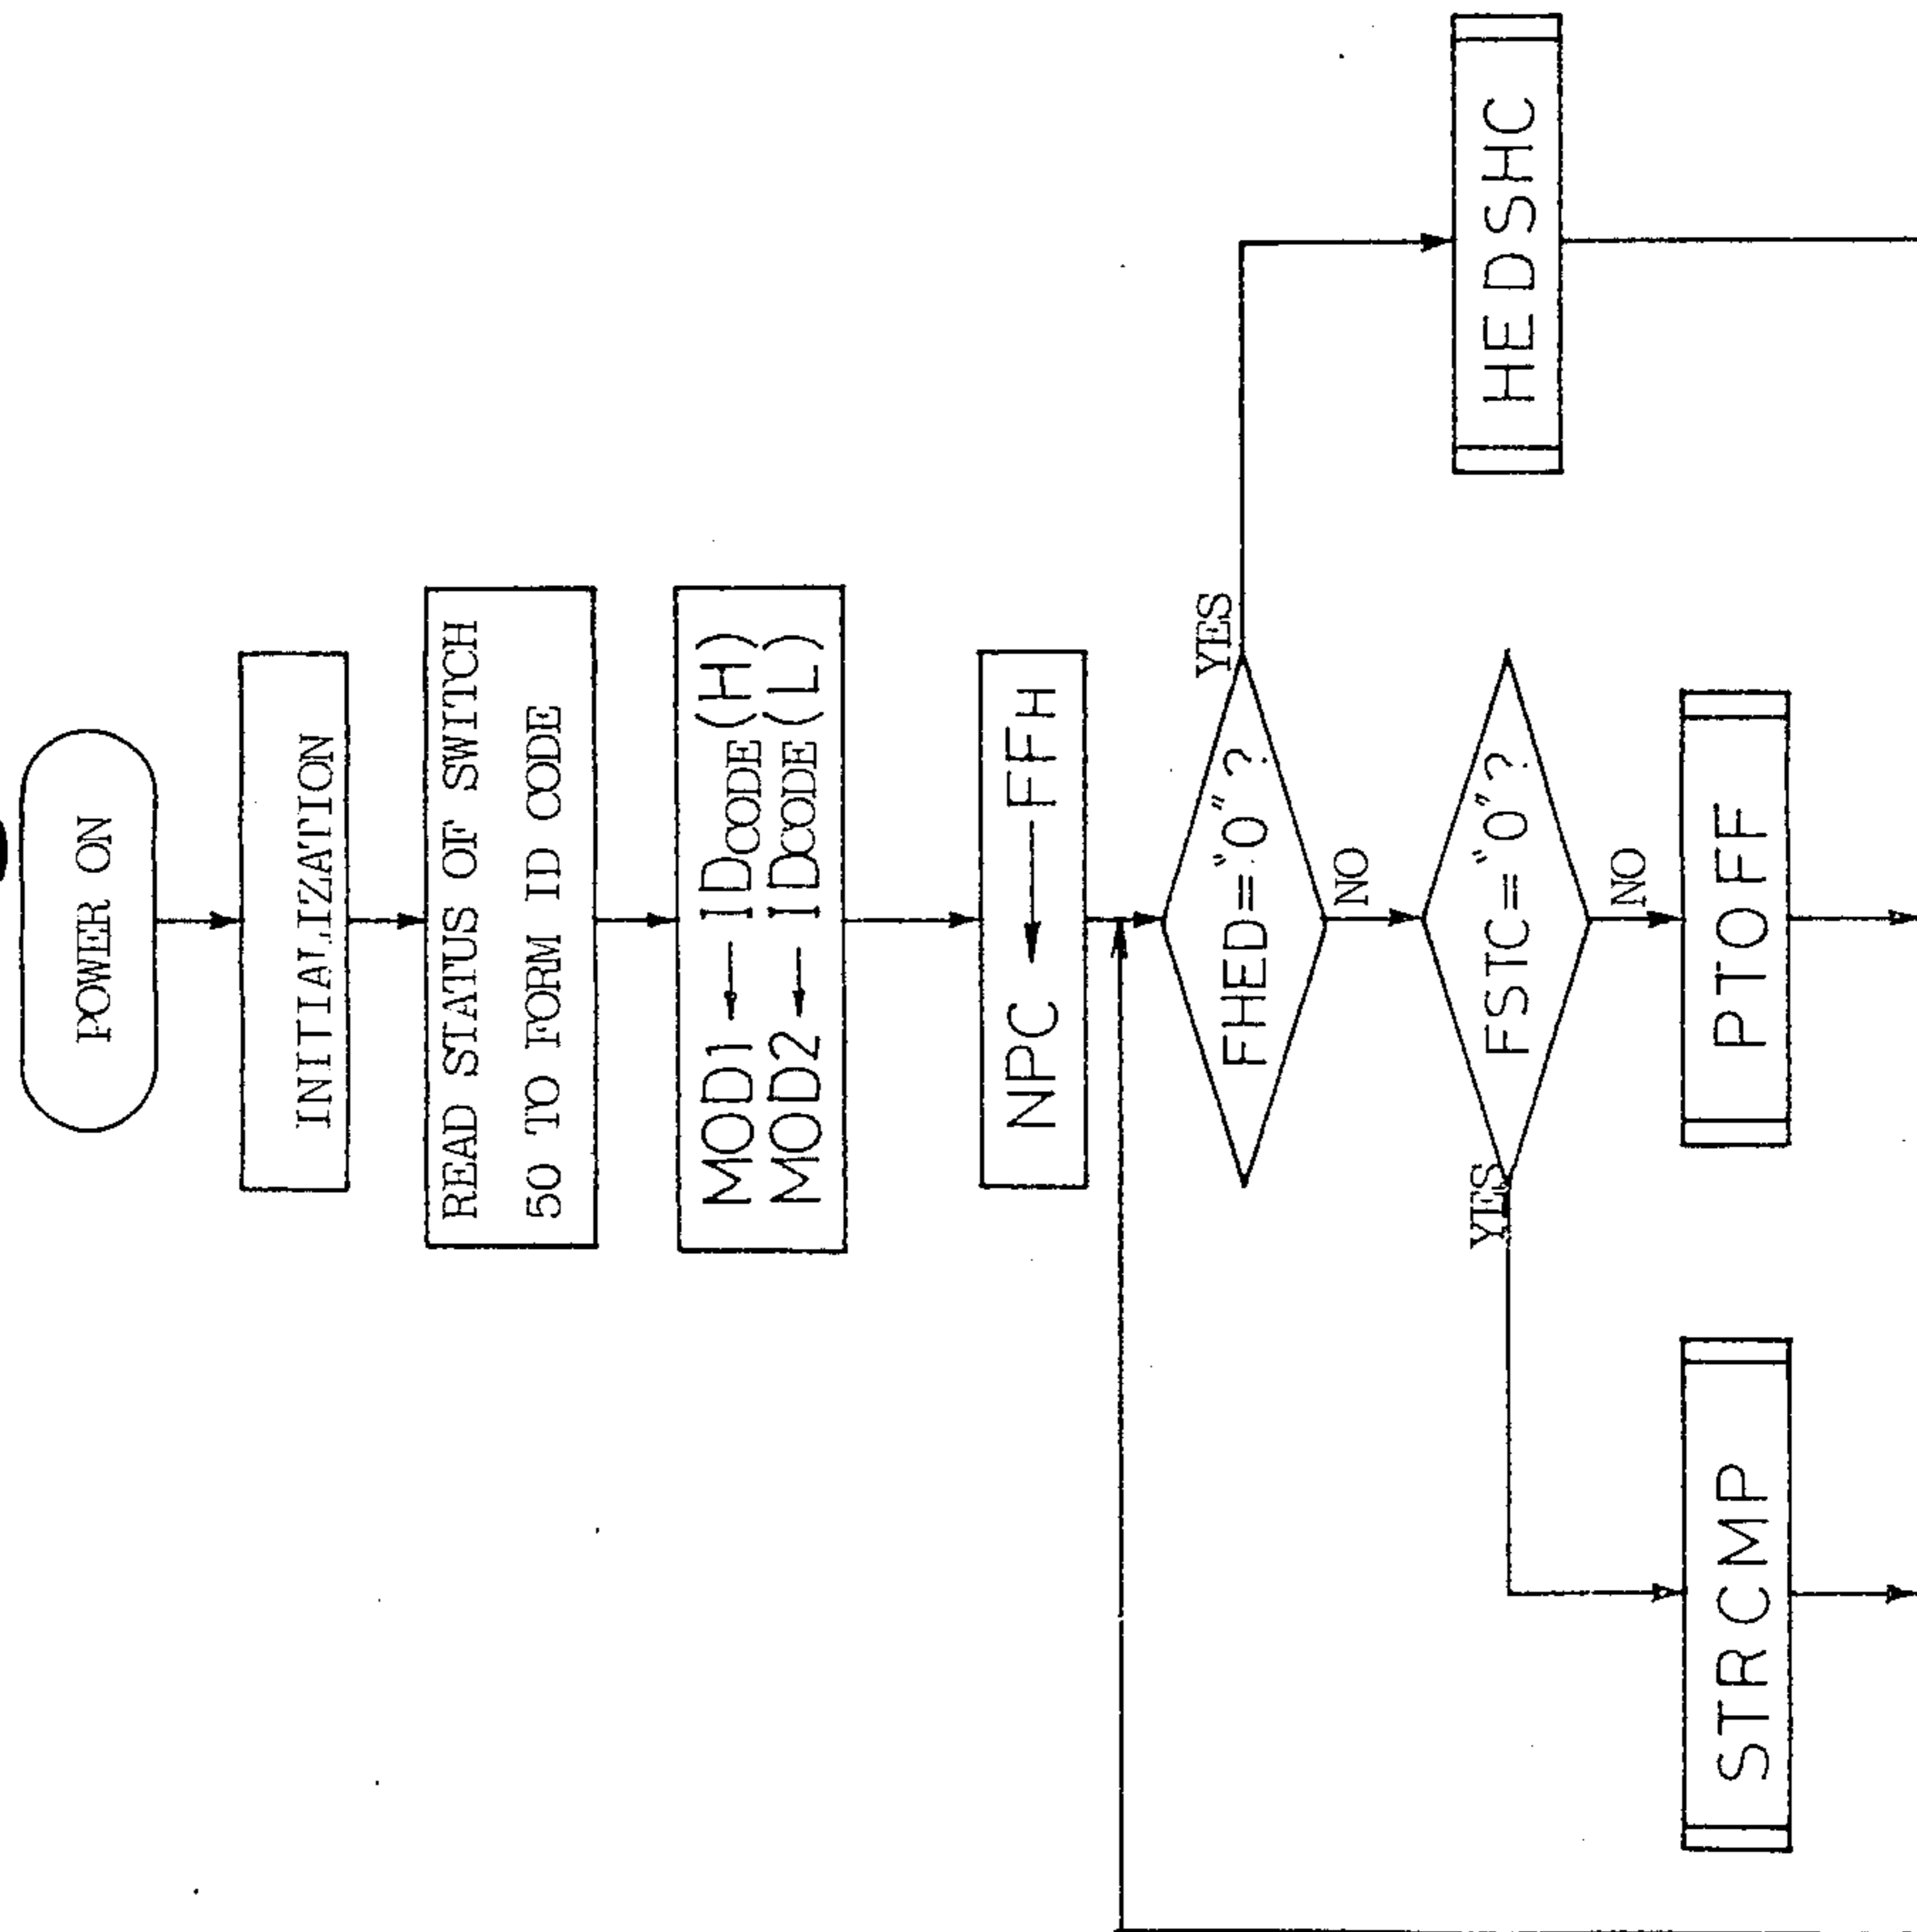 POWER ON
INITIALIZATION
READ STATUS OF SWITCH
50 TO FORM ID CODE
MOD1 ← IDCODE (H)
MOD2 ← IDCODE (L)
NPC ← FFH
FHED="0"?
YES
NO
HEDSHC
FSTC="0"?
YES
NO
STRCMP
PTOFF